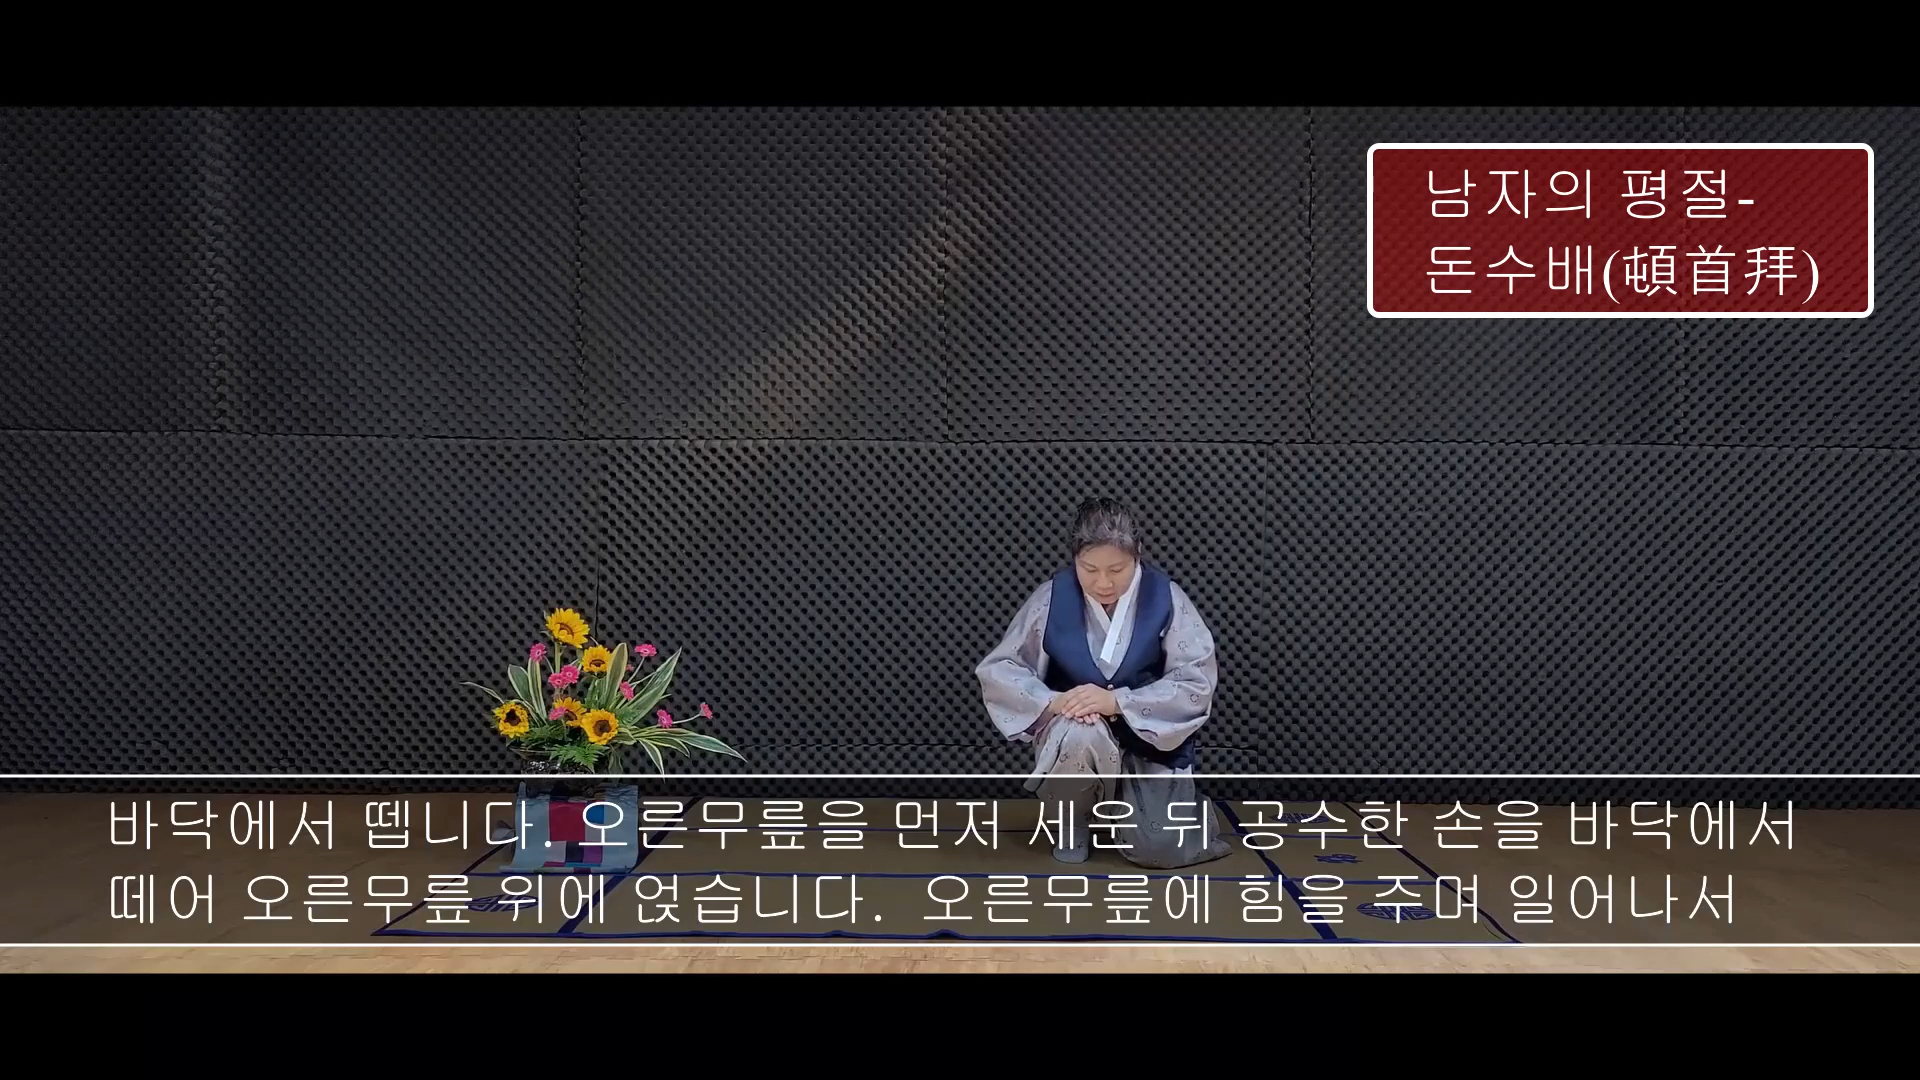 남자의 평절-
돈수배(頓首拜)
바닥에서 뗍니다. 오른무릎을 먼저 세운 뒤 공수한 손을 바닥에서
떼어 오른무릎 위에 얹습니다. 오른무릎에 힘을 주며 일어나서